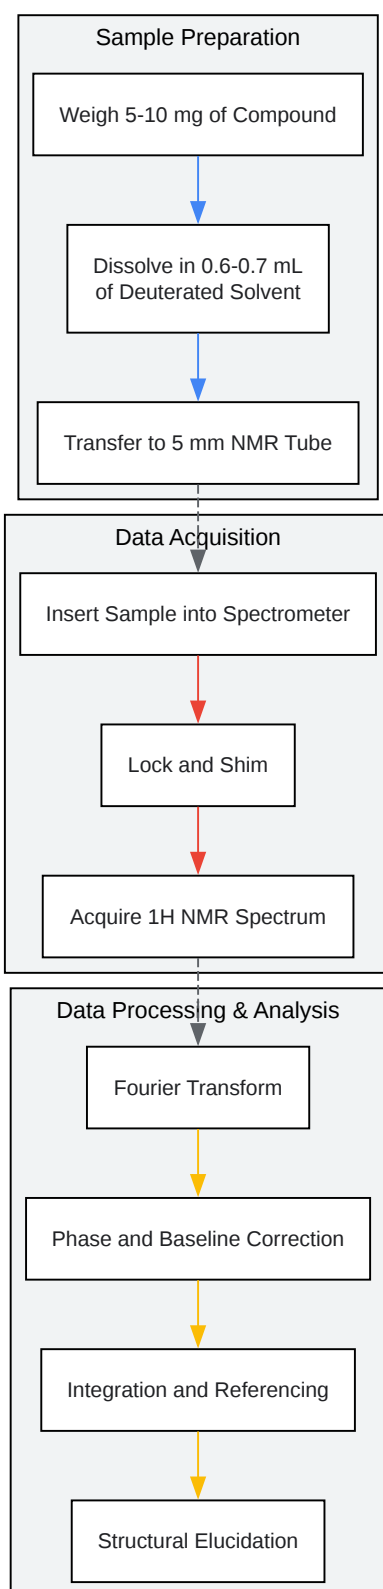 Sample Preparation
Weigh 5-10 mg of Compound
Dissolve in 0.6-0.7 mL
of Deuterated Solvent
Transfer to 5 mm NMR Tube
Data Acquisition
Insert Sample into Spectrometer
Lock and Shim
Acquire 1H NMR Spectrum
Data Processing & Analysis
Fourier Transform
Phase and Baseline Correction
Integration and Referencing
Structural Elucidation